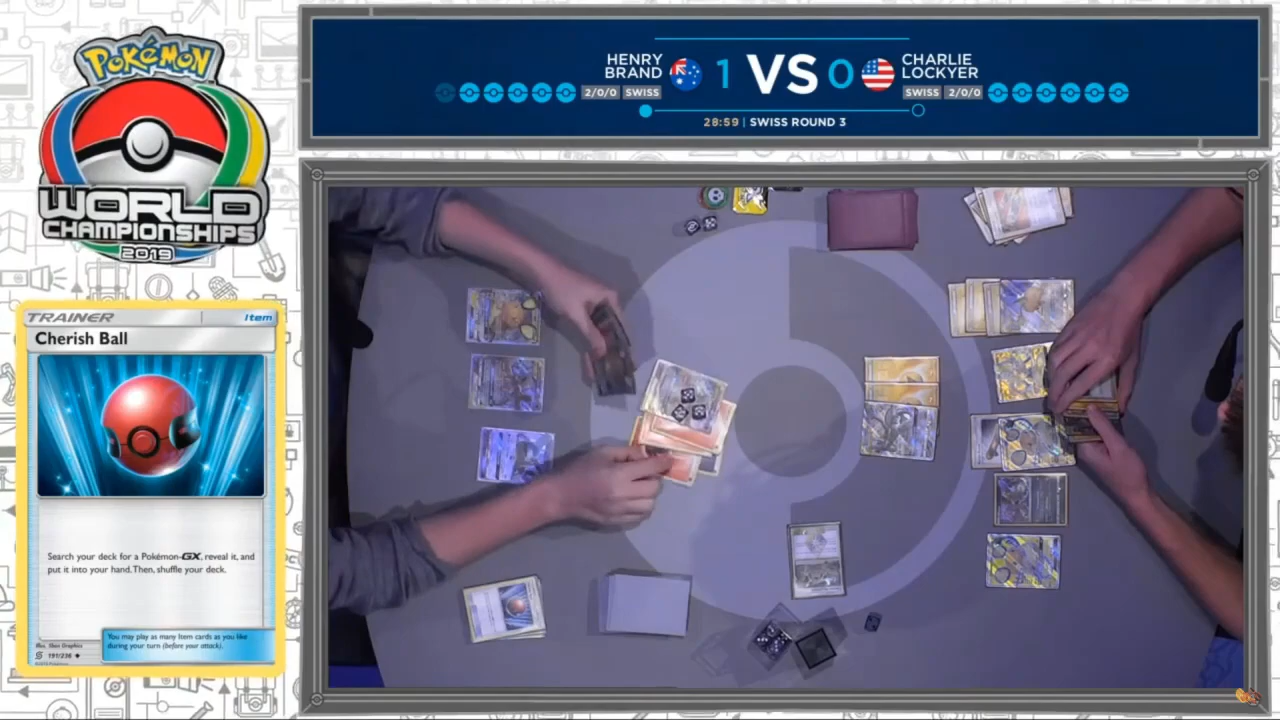 Pokémon
WORLD
CHAMPIONSHIPS
2019
HENRY
BRAND
1 VS 0
CHARLIE
LOCKYER
2/0/0 SWISS
SWISS 2/0/0
28:59 | SWISS ROUND 3
TRAINER
Item
Cherish Ball
Search your deck for a Pokémon-GX, reveal it, and
put it into your hand. Then, shuffle your deck.
You may play as many Item cards as you like
during your turn (before your attack).
191/236